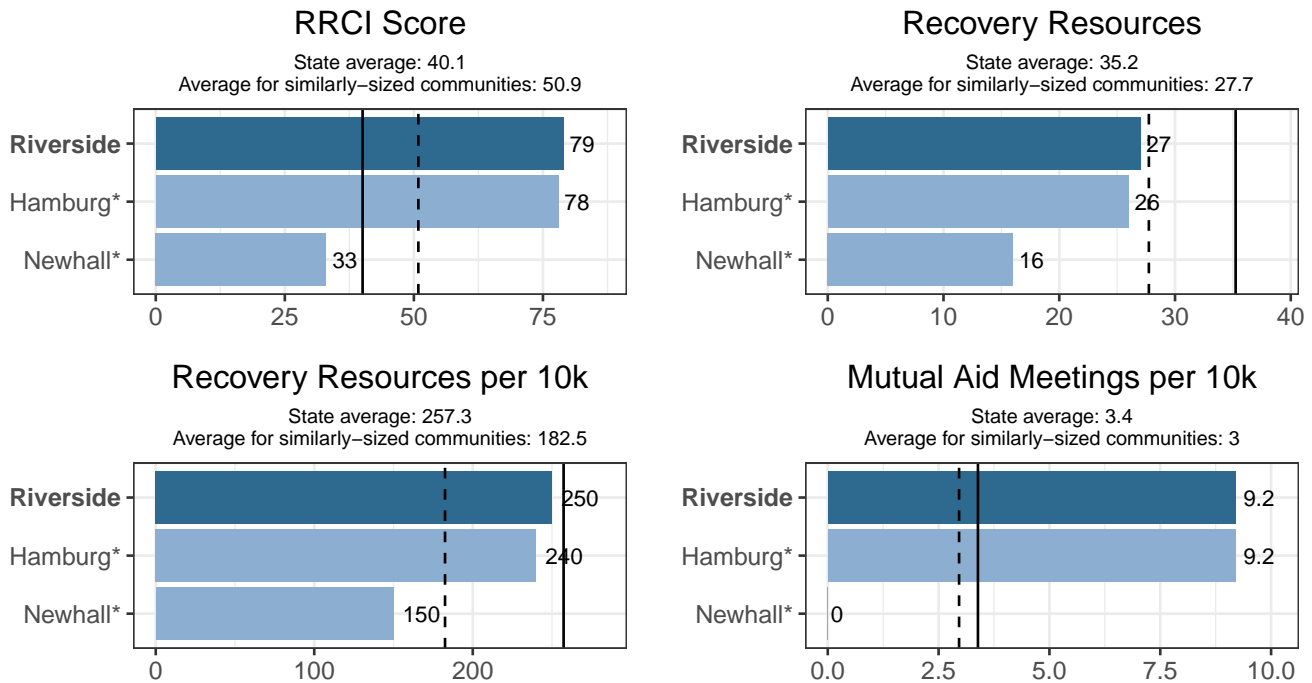 RRCI Score
State average: 40.1
Average for similarly−sized communities: 50.9
Riverside
79
Hamburg*
78
Newhall*
33
0 25 50 75
Recovery Resources
State average: 35.2
Average for similarly−sized communities: 27.7
Riverside
27
Hamburg*
26
Newhall*
16
0 10 20 30 40
Recovery Resources per 10k
State average: 257.3
Average for similarly−sized communities: 182.5
Riverside
250
Hamburg*
240
Newhall*
150
0 100 200
Mutual Aid Meetings per 10k
State average: 3.4
Average for similarly−sized communities: 3
Riverside
9.2
Hamburg*
9.2
Newhall*
0
0.0 2.5 5.0 7.5 10.0